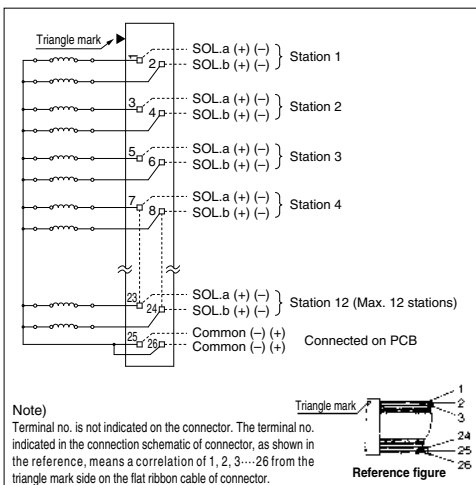 Triangle mark
1
SOL.a (+) (–)
2
SOL.b (+) (–)
Station 1
3
SOL.a (+) (–)
4
SOL.b (+) (–)
Station 2
5
SOL.a (+) (–)
6
SOL.b (+) (–)
Station 3
7
SOL.a (+) (–)
8
SOL.b (+) (–)
Station 4
23
SOL.a (+) (–)
24
SOL.b (+) (–)
Station 12 (Max. 12 stations)
25
Common (–) (+)
26
Common (–) (+)
Connected on PCB
Note)
Terminal no. is not indicated on the connector. The terminal no.
indicated in the connection schematic of connector, as shown in
the reference, means a correlation of 1, 2, 3····26 from the
triangle mark side on the flat ribbon cable of connector.
Triangle mark
1
2
3
24
25
26
Reference figure